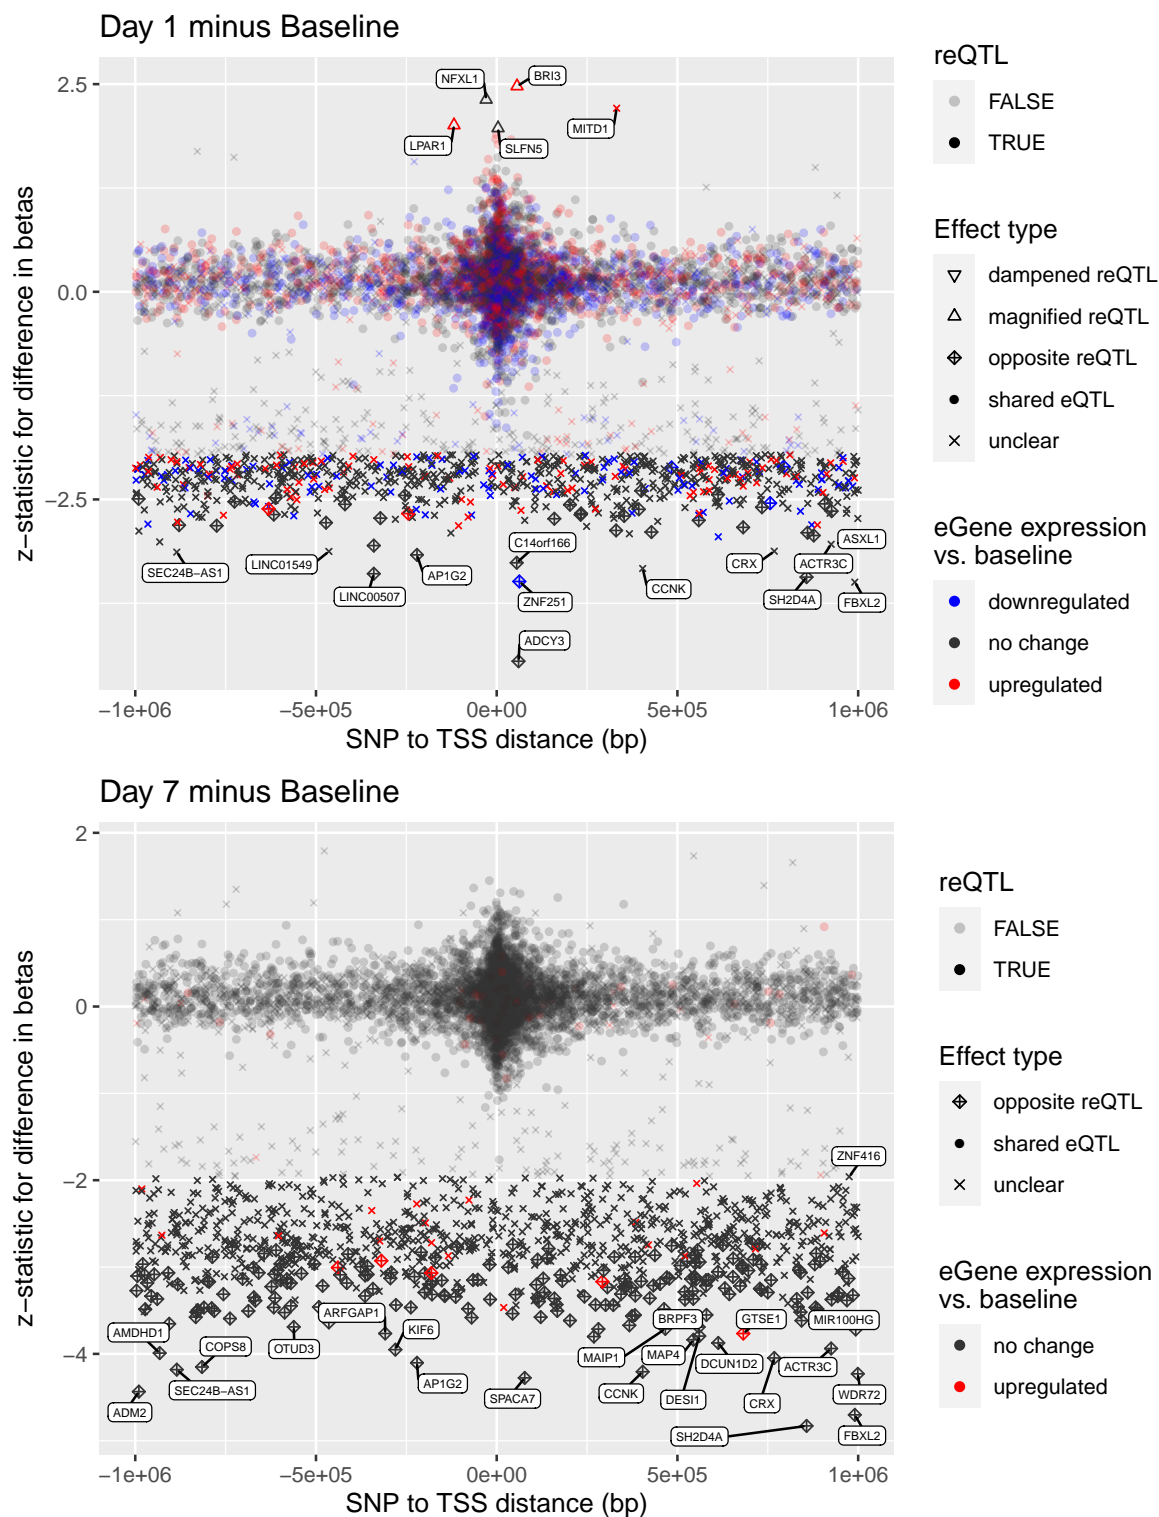 Day 1 minus Baseline
z−statistic for difference in betas
2.5
0.0
−2.5
NFXL1
BRI3
MITD1
LPAR1
SLFN5
C14orf166
ASXL1
LINC01549
CRX
ACTR3C
SEC24B−AS1
AP1G2
CCNK
LINC00507
ZNF251
SH2D4A
FBXL2
ADCY3
−1e+06
−5e+05
0e+00
5e+05
1e+06
SNP to TSS distance (bp)
reQTL
FALSE
TRUE
Effect type
dampened reQTL
magnified reQTL
opposite reQTL
shared eQTL
unclear
eGene expression
vs. baseline
downregulated
no change
upregulated
Day 7 minus Baseline
z−statistic for difference in betas
2
0
−2
−4
ZNF416
ARFGAP1
BRPF3
GTSE1
MIR100HG
AMDHD1
COPS8
OTUD3
KIF6
MAIP1
MAP4
DCUN1D2
ACTR3C
SEC24B−AS1
AP1G2
SPACA7
CCNK
DESI1
CRX
WDR72
ADM2
SH2D4A
FBXL2
−1e+06
−5e+05
0e+00
5e+05
1e+06
SNP to TSS distance (bp)
reQTL
FALSE
TRUE
Effect type
opposite reQTL
shared eQTL
unclear
eGene expression
vs. baseline
no change
upregulated